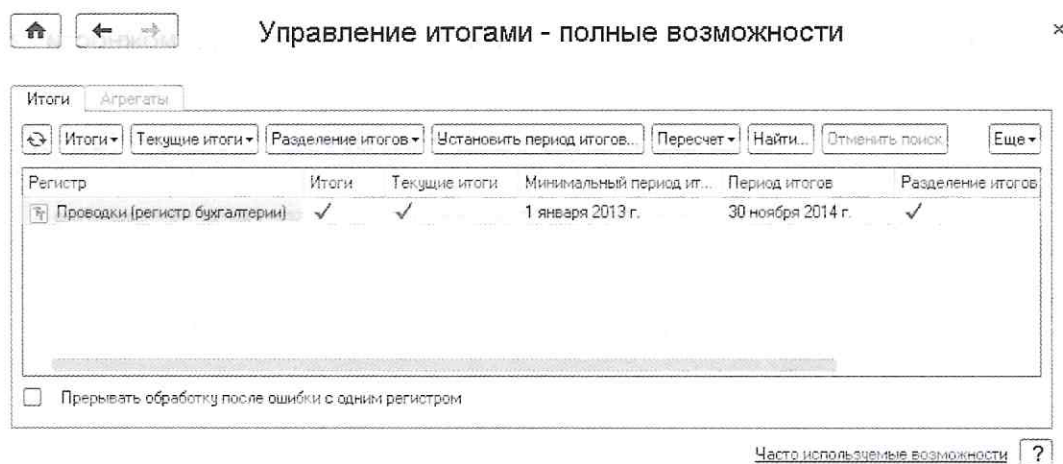 Управление итогами - полные возможности
Итоги Агрегаты
Итоги Текущие итоги Разделение итогов Установить период итогов... Пересчет Найти... Отменить поиск Еще
Регистр Итоги Текущие итоги Минимальный период ит... Период итогов Разделение итогов
Проводки (регистр бухгалтерии) 1 января 2013 г. 30 ноября 2014 г.
Прерывать обработку после ошибки с одним регистром
Часто используемые возможности ?